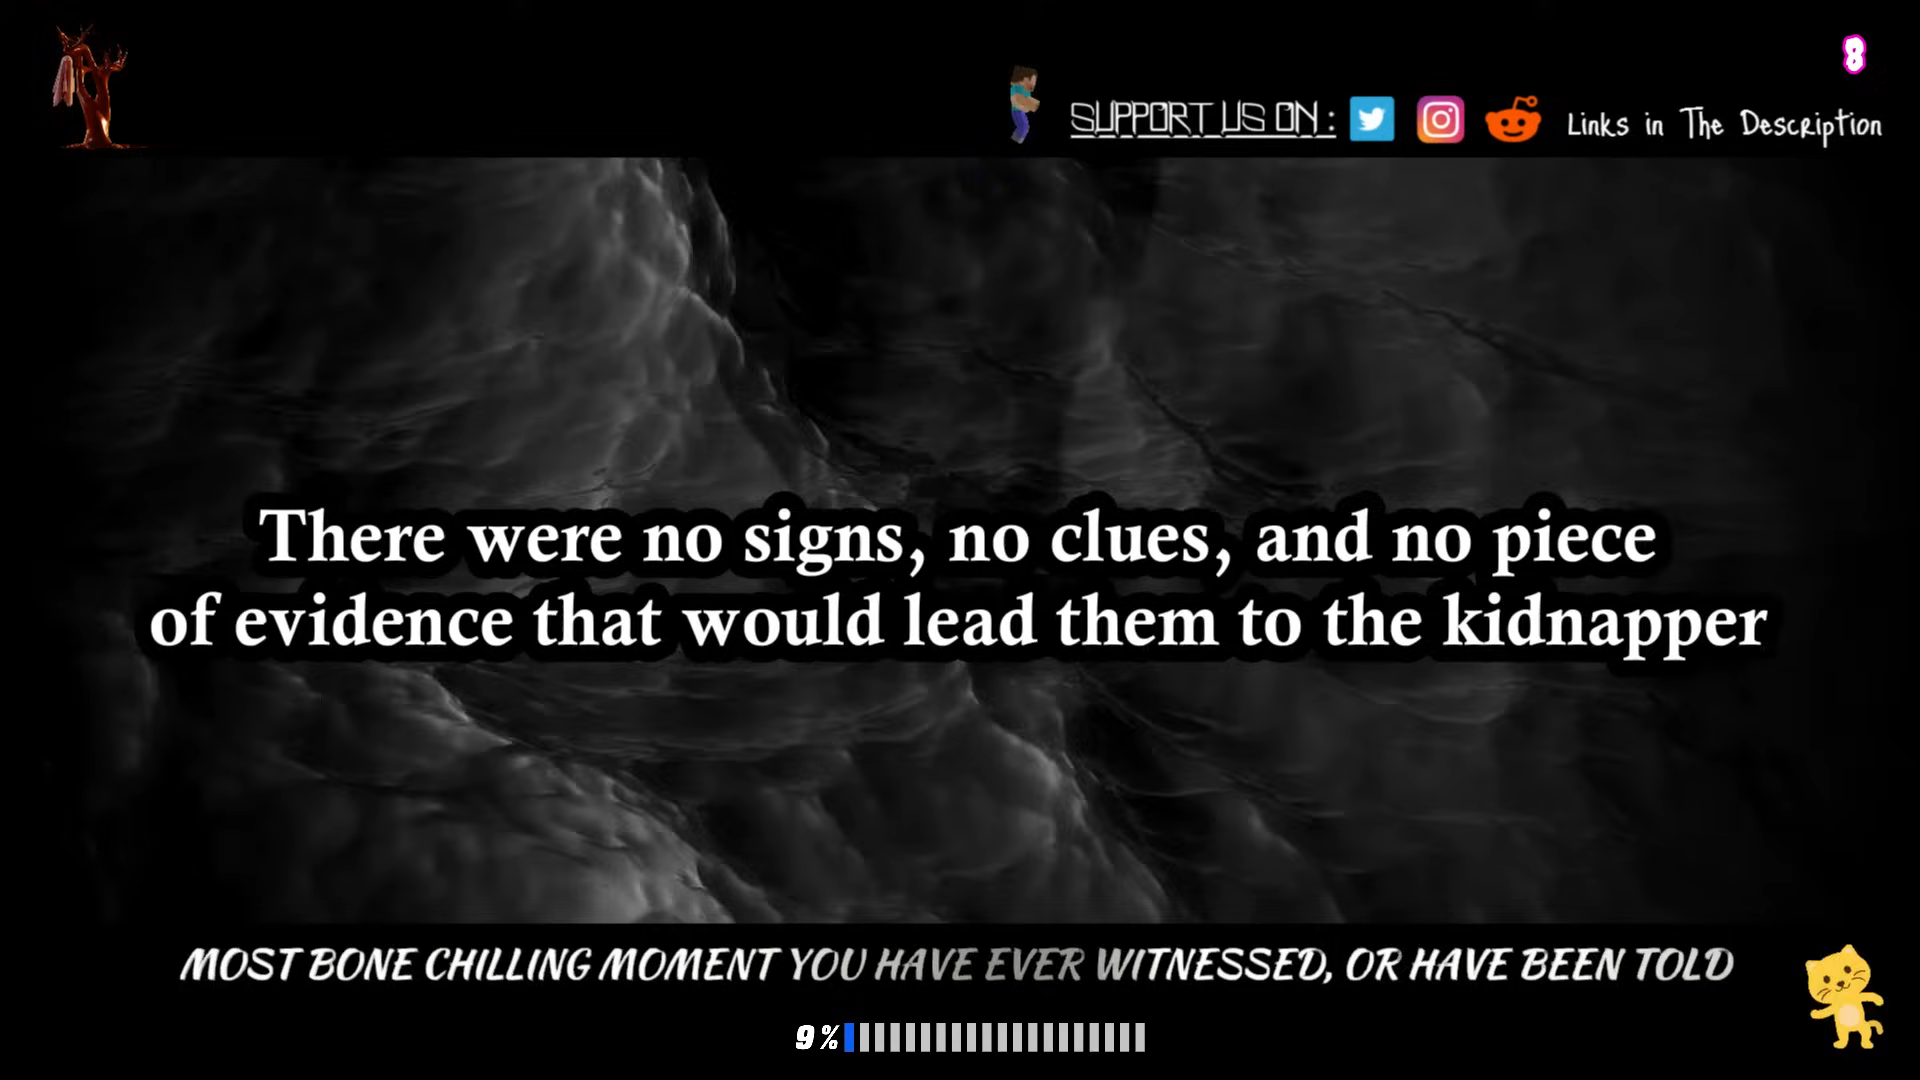 8
SUPPORT US ON : Links in The Description
There were no signs, no clues, and no piece
of evidence that would lead them to the kidnapper
MOST BONE CHILLING MOMENT YOU HAVE EVER WITNESSED, OR HAVE BEEN TOLD
9%